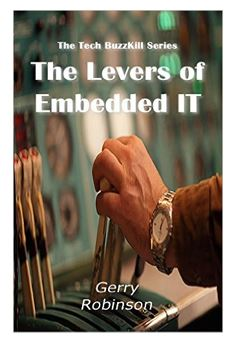 The Tech BuzzKill Series
The Levers of
Embedded IT
Gerry
Robinson